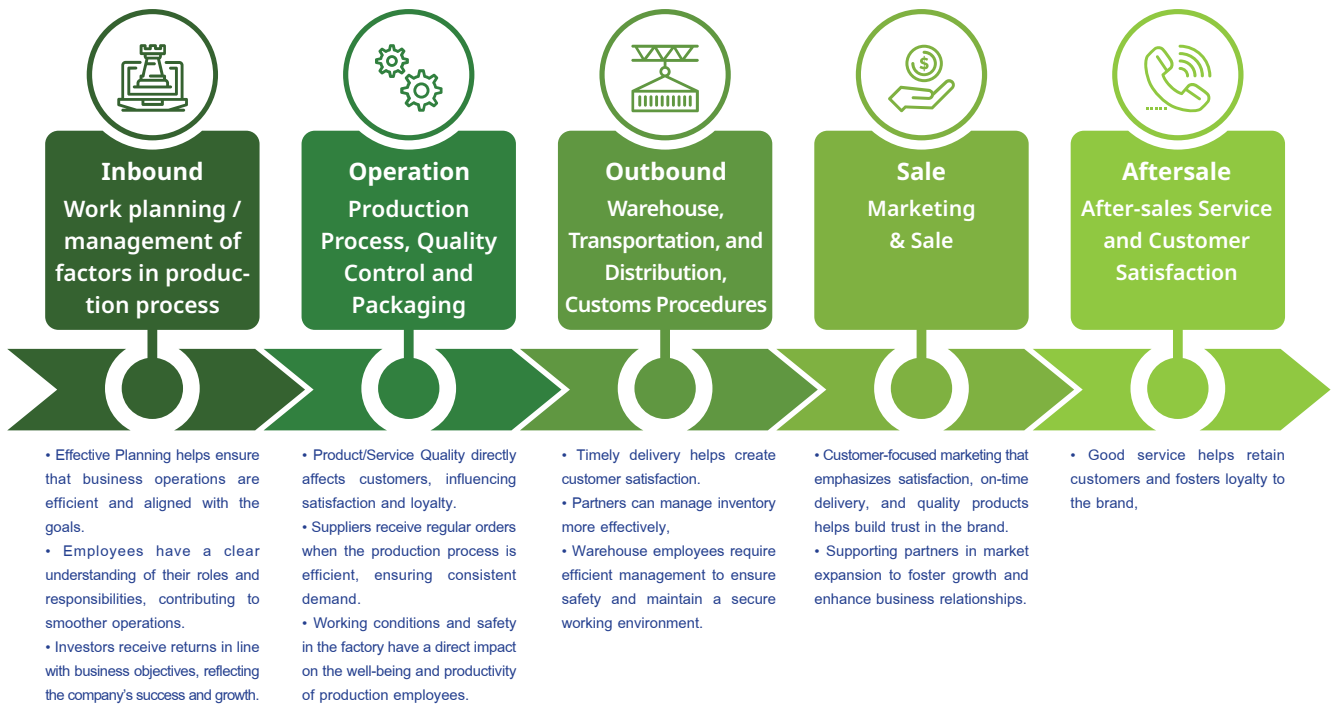 Inbound
Work planning /
management of
factors in produc-
tion process
Operation
Production
Process, Quality
Control and
Packaging
Outbound
Warehouse,
Transportation, and
Distribution,
Customs Procedures
$
Sale
Marketing
& Sale
Aftersale
After-sales Service
and Customer
Satisfaction
• Effective Planning helps ensure
that business operations are
efficient and aligned with the
goals.
• Employees have a clear
understanding of their roles and
responsibilities, contributing to
smoother operations.
• Investors receive returns in line
with business objectives, reflecting
the company's success and growth.
• Product/Service Quality directly
affects customers, influencing
satisfaction and loyalty.
• Suppliers receive regular orders
when the production process is
efficient, ensuring consistent
demand.
• Working conditions and safety
in the factory have a direct impact
on the well-being and productivity
of production employees.
• Timely delivery helps create
customer satisfaction.
• Partners can manage inventory
more effectively,
• Warehouse employees require
efficient management to ensure
safety and maintain a secure
working environment.
• Customer-focused marketing that
emphasizes satisfaction, on-time
delivery, and quality products
helps build trust in the brand.
• Supporting partners in market
expansion to foster growth and
enhance business relationships.
• Good service helps retain
customers and fosters loyalty to
the brand,